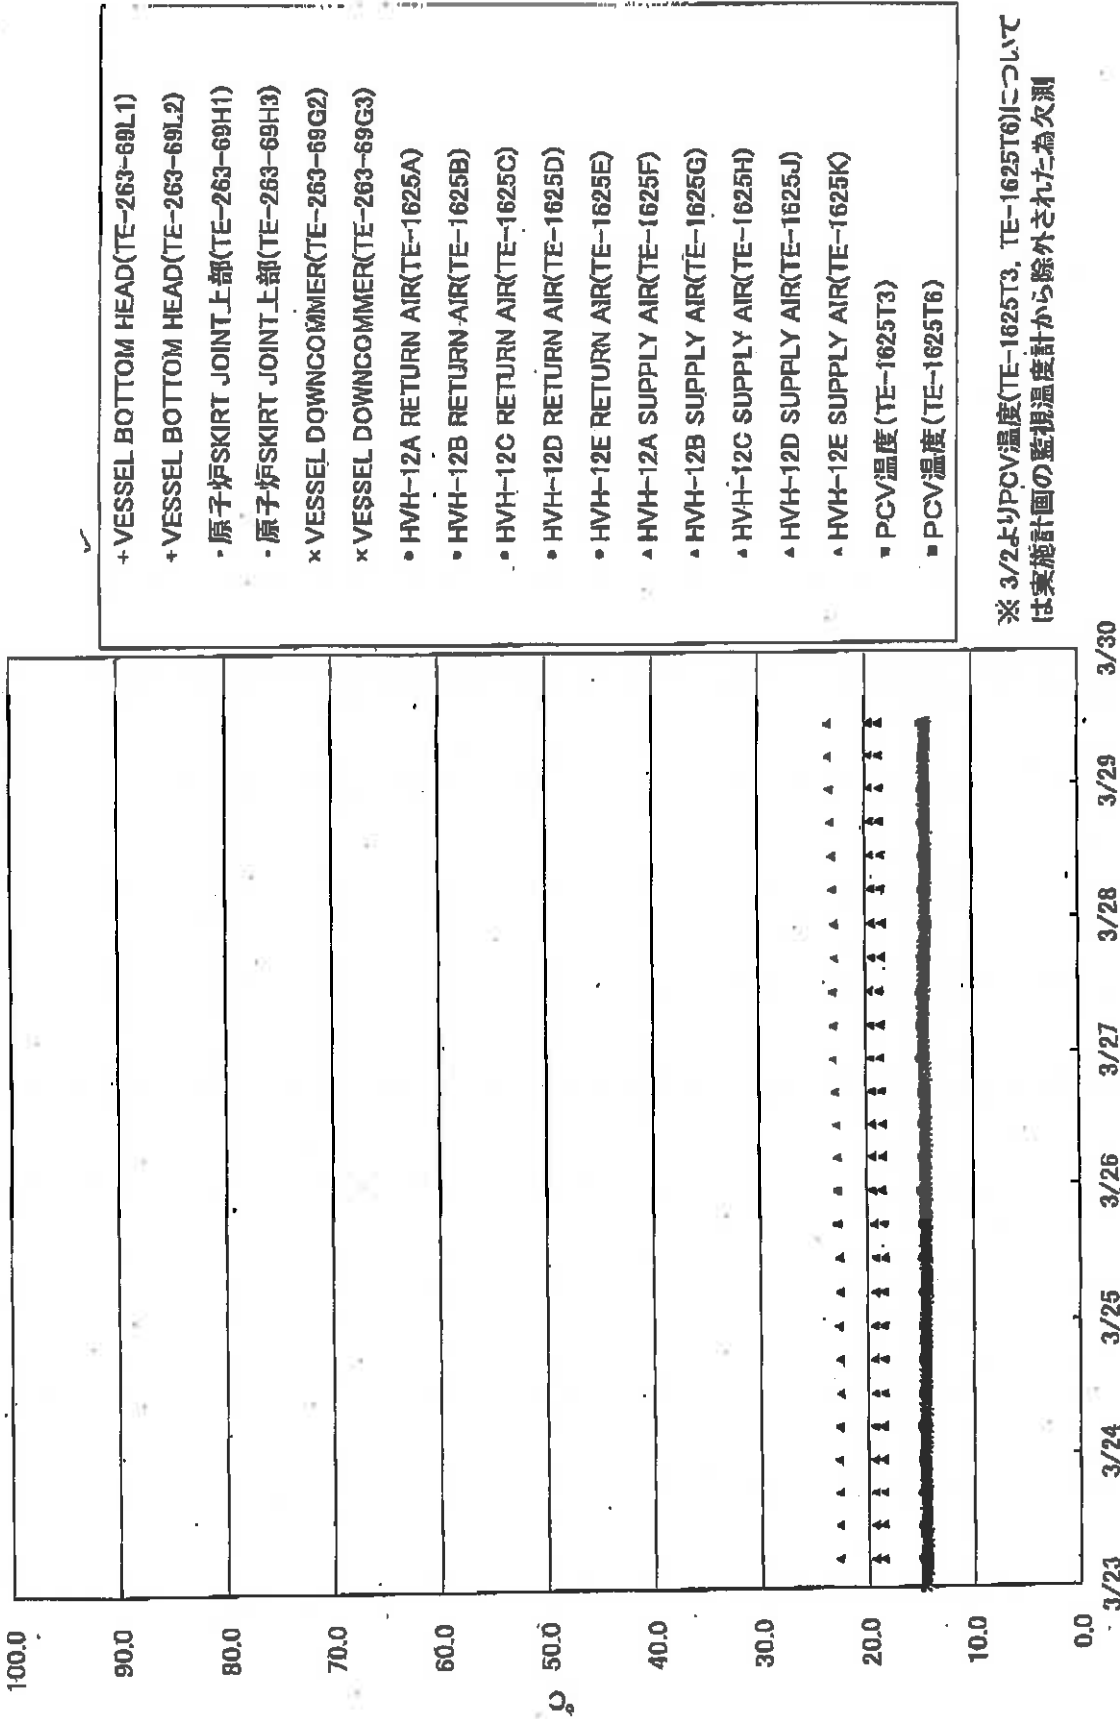 100.0
90.0
80.0
70.0
60.0
50.0
40.0
30.0
20.0
10.0
0.0
℃
3/23
3/24
3/25
3/26
3/27
3/28
3/29
3/30
+ VESSEL BOTTOM HEAD(TE-263-69L1)
+ VESSEL BOTTOM HEAD(TE-263-69L2)
- 原子炉SKIRT JOINT上部(TE-263-69H1)
- 原子炉SKIRT JOINT上部(TE-263-69H3)
× VESSEL DOWNCOMMER(TE-263-69G2)
× VESSEL DOWNCOMMER(TE-263-69G3)
● HVH-12A RETURN AIR(TE-1625A)
● HVH-12B RETURN AIR(TE-1625B)
● HVH-12C RETURN AIR(TE-1625C)
● HVH-12D RETURN AIR(TE-1625D)
● HVH-12E RETURN AIR(TE-1625E)
▲ HVH-12A SUPPLY AIR(TE-1625F)
▲ HVH-12B SUPPLY AIR(TE-1625G)
▲ HVH-12C SUPPLY AIR(TE-1625H)
▲ HVH-12D SUPPLY AIR(TE-1625J)
▲ HVH-12E SUPPLY AIR(TE-1625K)
■ PCV温度(TE-1625T3)
■ PCV温度(TE-1625T6)
※ 3/2よりPCV温度(TE-1625T3, TE-1625T6)について
は実施計画の監視温度計から除外された為欠測